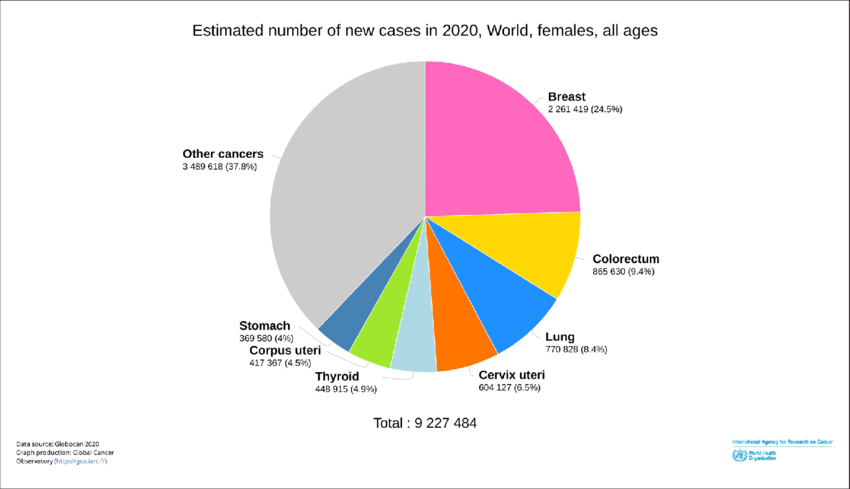 Estimated number of new cases in 2020, World, females, all ages
Breast
2 261 419 (24.5%)
Other cancers
3 489 618 (37.8%)
Colorectum
865 630 (9.4%)
Lung
770 828 (8.4%)
Stomach
369 580 (4%)
Corpus uteri
417 367 (4.5%)
Thyroid
448 915 (4.9%)
Cervix uteri
604 127 (6.5%)
Total : 9 227 484
Data source: Globocan 2020
Graph production: Global Cancer
Observatory (http://gco.iarc.fr)
International Agency for Research on Cancer
World Health
Organization